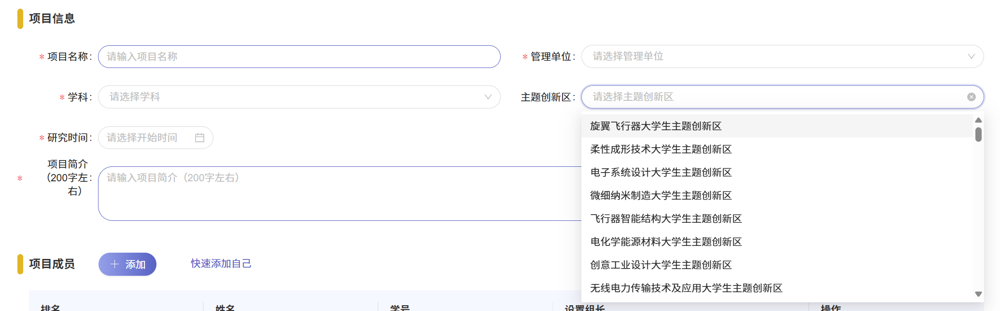 项目信息
* 项目名称: 请输入项目名称
* 管理单位: 请选择管理单位
* 学科: 请选择学科
主题创新区: 请选择主题创新区
旋翼飞行器大学生主题创新区
柔性成形技术大学生主题创新区
电子系统设计大学生主题创新区
微细纳米制造大学生主题创新区
飞行器智能结构大学生主题创新区
电化学能源材料大学生主题创新区
创意工业设计大学生主题创新区
无线电力传输技术及应用大学生主题创新区
* 研究时间: 请选择开始时间
* 项目简介
（200字左:
右）
请输入项目简介（200字左右）
项目成员 + 添加 快速添加自己
排名 姓名 学号 设置组长 操作